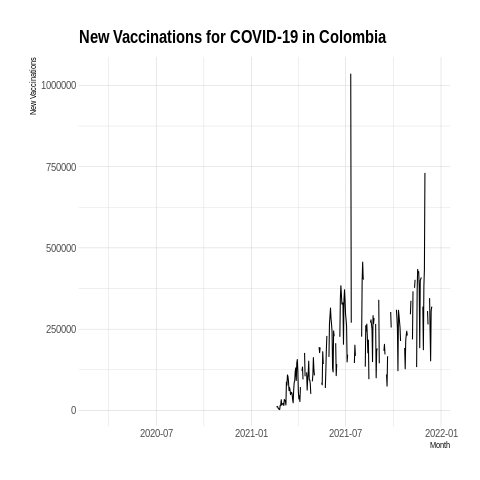 New Vaccinations for COVID-19 in Colombia
New Vaccinations
1000000
750000
500000
250000
0
2020-07 2021-01 2021-07 2022-01
Month